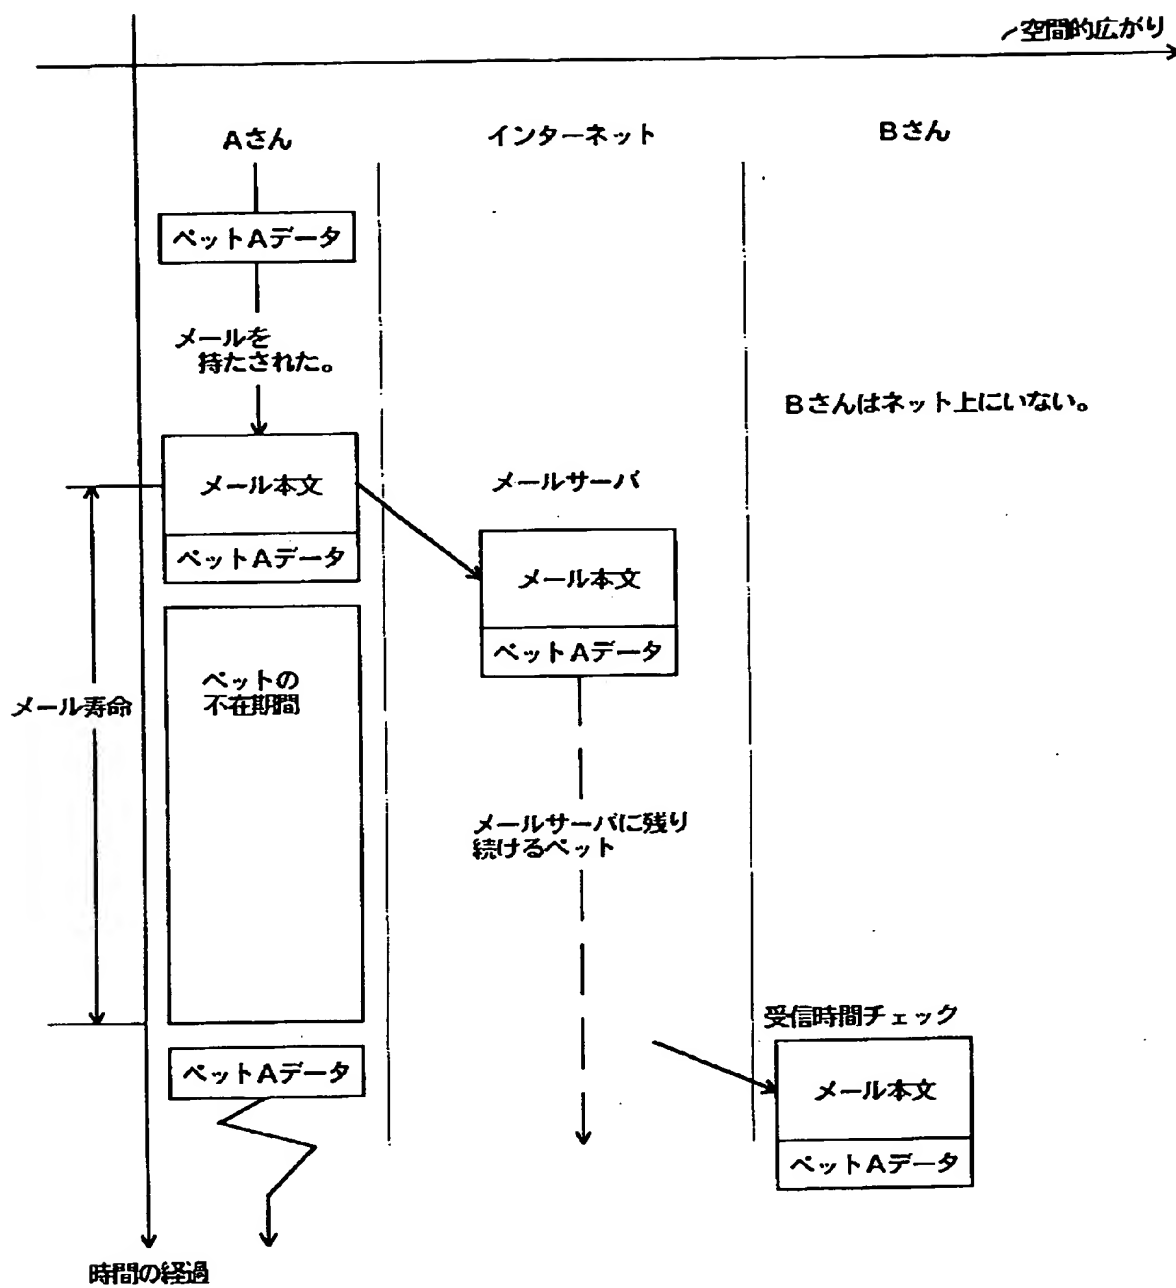 空間的広がり
Aさん
インターネット
Bさん
ペットAデータ
メールを
持たされた。
Bさんはネット上にいない。
メール本文
ペットAデータ
メールサーバ
メール本文
ペットAデータ
ペットの
不在期間
メール寿命
メールサーバに残り
続けるペット
受信時間チェック
メール本文
ペットAデータ
ペットAデータ
時間の経過